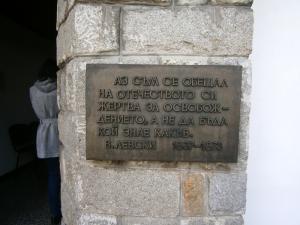 АЗ СЪМ СЕ ОБЕЩАЛ
НА ОТЕЧЕСТВОТО СИ
ЖЕРТВА ЗА ОСВОБОЖ-
ДЕНИЕТО, А НЕ ДА БЪДА
КОЙ ЗНАЕ КАКЪВ.
В. ЛЕВСКИ 1837-1873